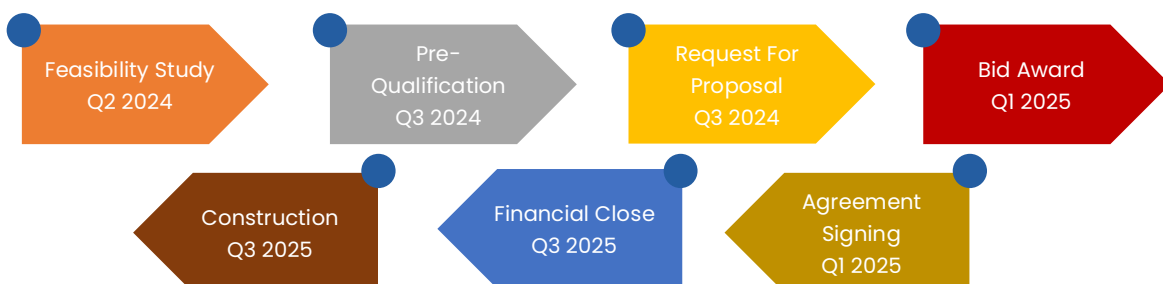 Feasibility Study
Q2 2024
Pre-
Qualification
Q3 2024
Request For
Proposal
Q3 2024
Bid Award
Q1 2025
Agreement
Signing
Q1 2025
Financial Close
Q3 2025
Construction
Q3 2025